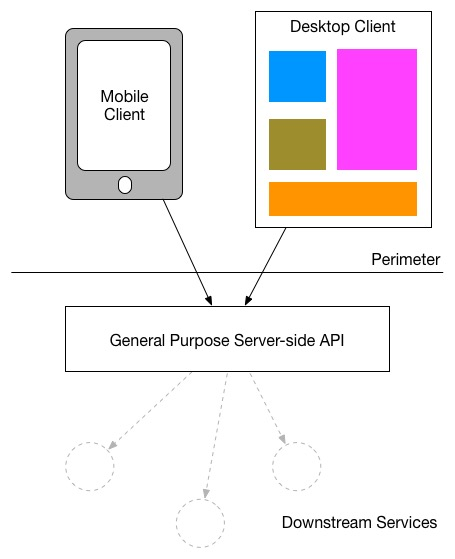 Desktop Client
Mobile
Client
Perimeter
General Purpose Server-side API
Downstream Services